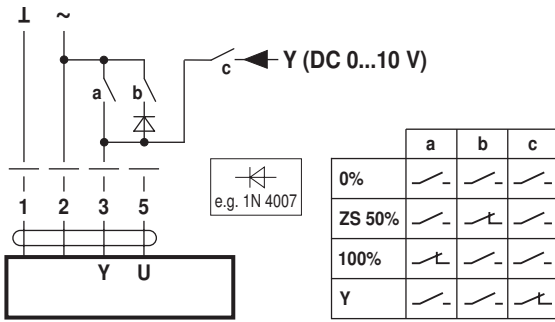 ⊥ ~
a b c Y (DC 0...10 V)
1 2 3 5
Y U
e.g. 1N 4007
a b c
0%
ZS 50%
100%
Y